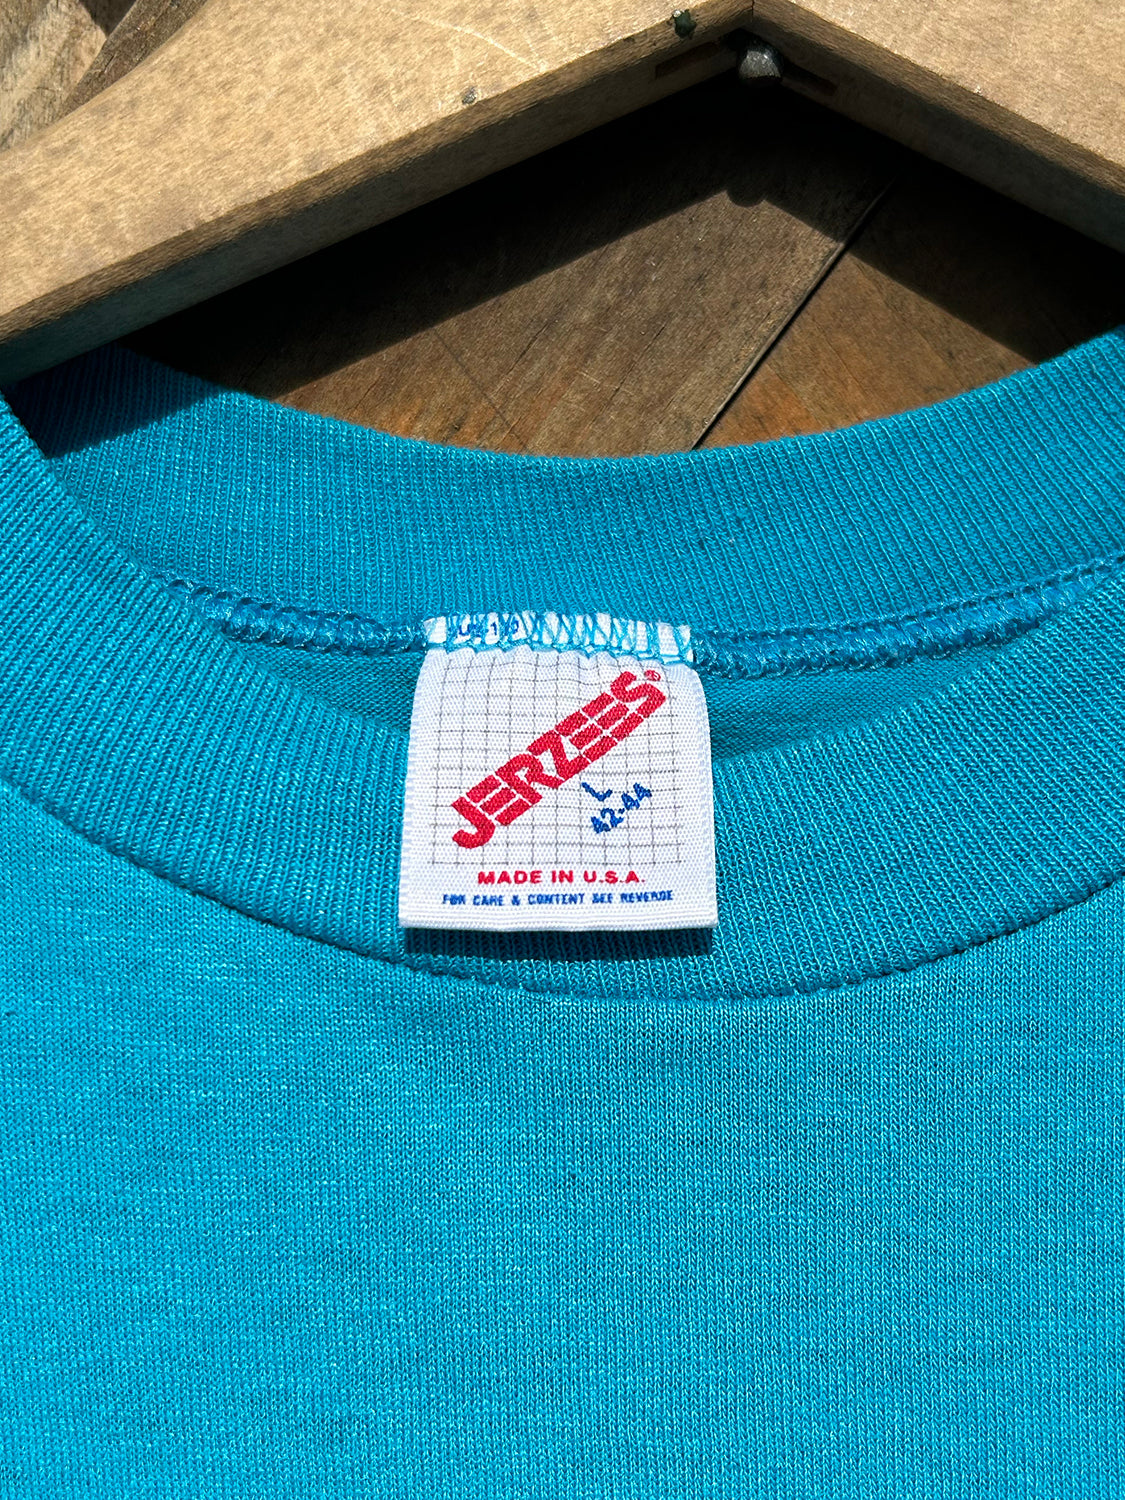 JERZEES®
L
42-44
MADE IN U.S.A.
FOR CARE & CONTENT SEE REVERSE